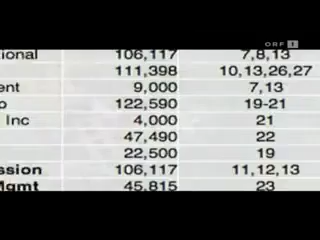 ORF 1
ional 106,117 7,8,13
111,398 10,13,26,27
ent 9,000 7,13
o 122,590 19-21
Inc 4,000 21
47,490 22
22,500 19
ssion 106,117 11,12,13
Mgmt 45,815 23